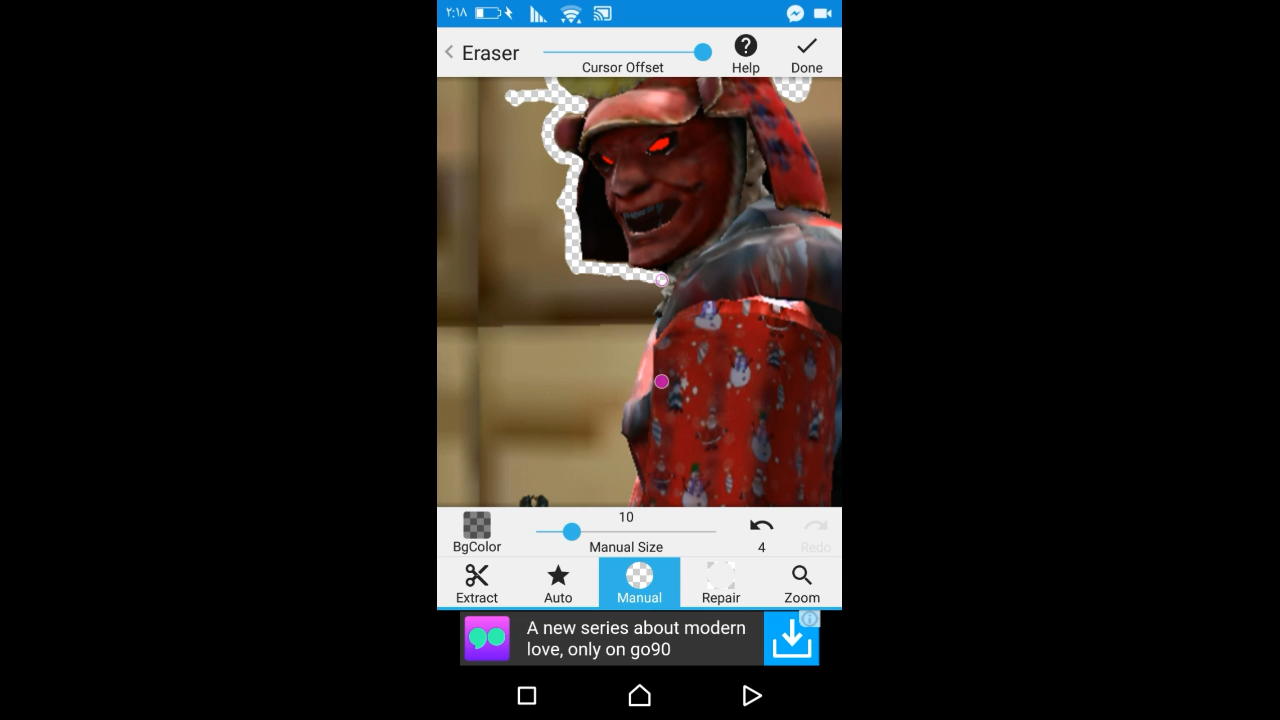 ٢:١٨
Eraser
Cursor Offset
Help
Done
10
BgColor
Manual Size
4
Redo
Extract
Auto
Manual
Repair
Zoom
A new series about modern
love, only on go90